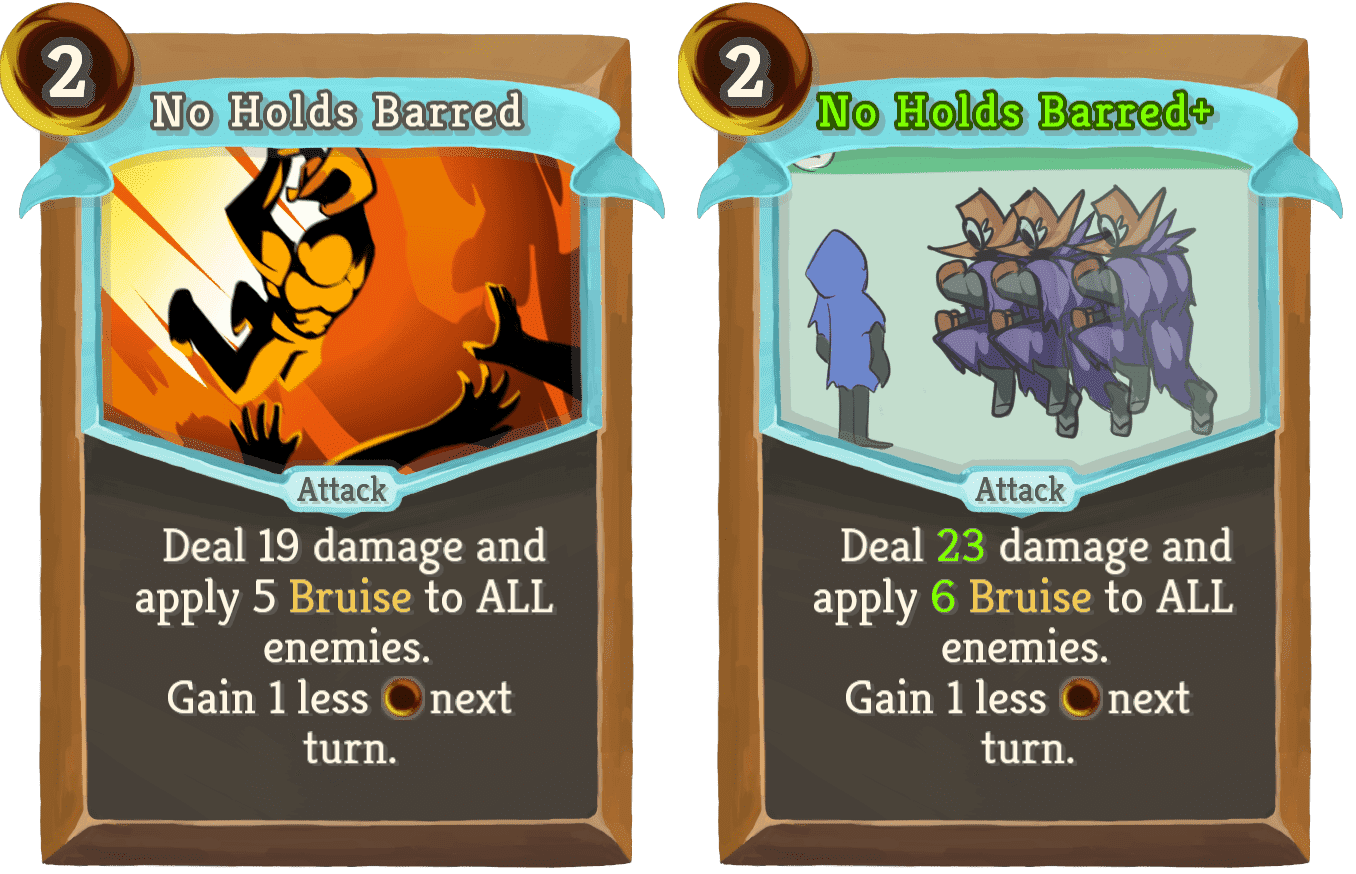 2
No Holds Barred
Attack
Deal 19 damage and
apply 5 Bruise to ALL
enemies.
Gain 1 less next
turn.
2
No Holds Barred+
Attack
Deal 23 damage and
apply 6 Bruise to ALL
enemies.
Gain 1 less next
turn.